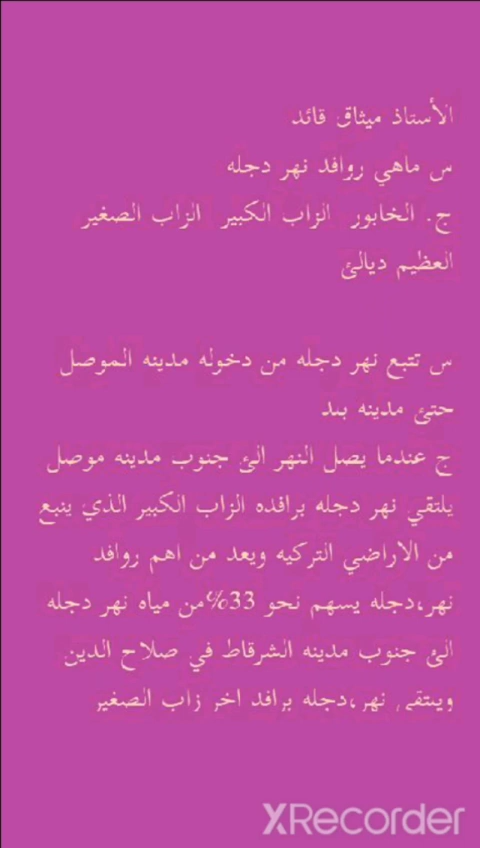 الأستاذ ميثاق قائد
س ماهي روافد نهر دجله
ج. الخابور الزاب الكبير الزاب الصغير
العظيم ديالئ
س تتبع نهر دجله من دخوله مدينه الموصل
حتئ مدينه بلد
ج عندما يصل النهر الئ جنوب مدينه موصل
يلتقي نهر دجله برافده الزاب الكبير الذي ينبع
من الاراضي التركيه ويعد من اهم روافد
نهر،دجله يسهم نحو 33%من مياه نهر دجله
الئ جنوب مدينه الشرقاط في صلاح الدين
ويلتقي نهر،دجله برافد اخر زاب الصغير
XRecorder